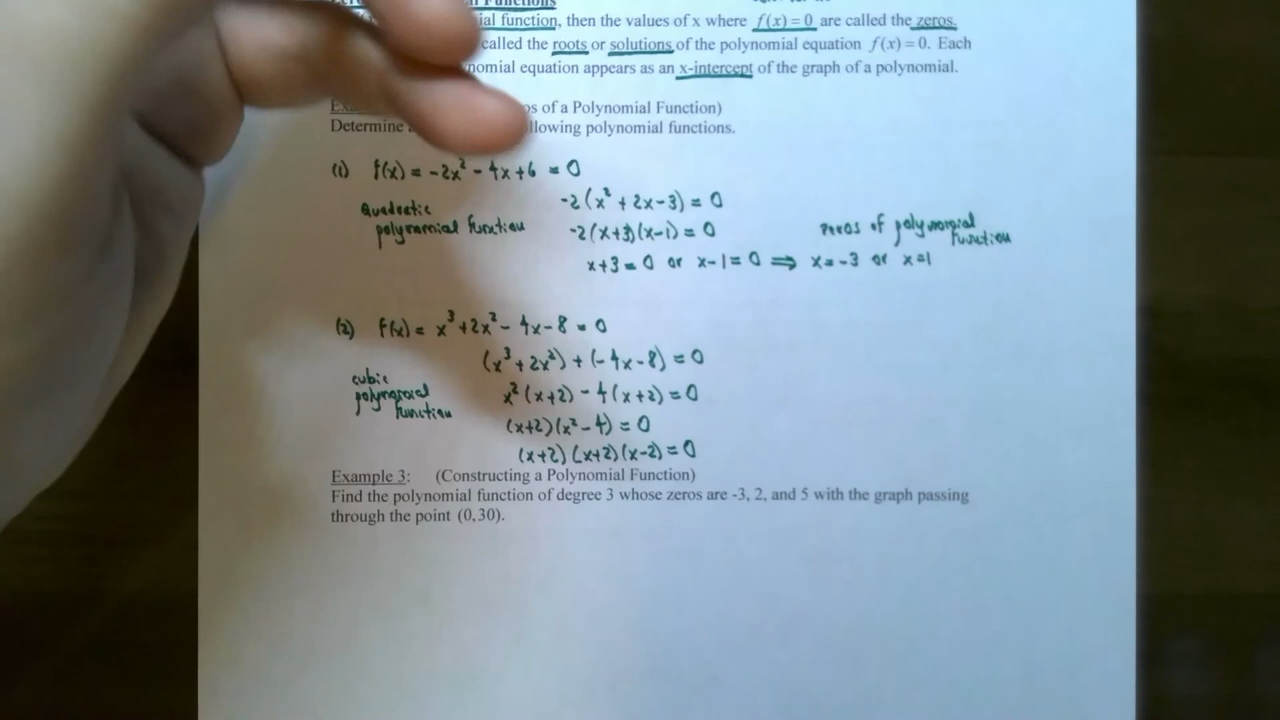 Functions
ial function, then the values of x where f(x) = 0 are called the zeros.
called the roots or solutions of the polynomial equation f(x) = 0. Each
nomial equation appears as an x-intercept of the graph of a polynomial.
os of a Polynomial Function)
Determine llowing polynomial functions.
(1) f(x) = -2x² - 4x + 6 = 0
-2(x² + 2x - 3) = 0
Quadratic
polynomial function
-2(x+3)(x-1) = 0
zeros of polynomial
function
x+3 = 0 or x-1 = 0 ⇒ x = -3 or x = 1
(2) f(x) = x³ + 2x² - 4x - 8 = 0
(x³ + 2x²) + (-4x - 8) = 0
cubic
polynomial
function
x²(x+2) - 4(x+2) = 0
(x+2)(x² - 4) = 0
(x+2)(x+2)(x-2) = 0
Example 3: (Constructing a Polynomial Function)
Find the polynomial function of degree 3 whose zeros are -3, 2, and 5 with the graph passing
through the point (0,30).